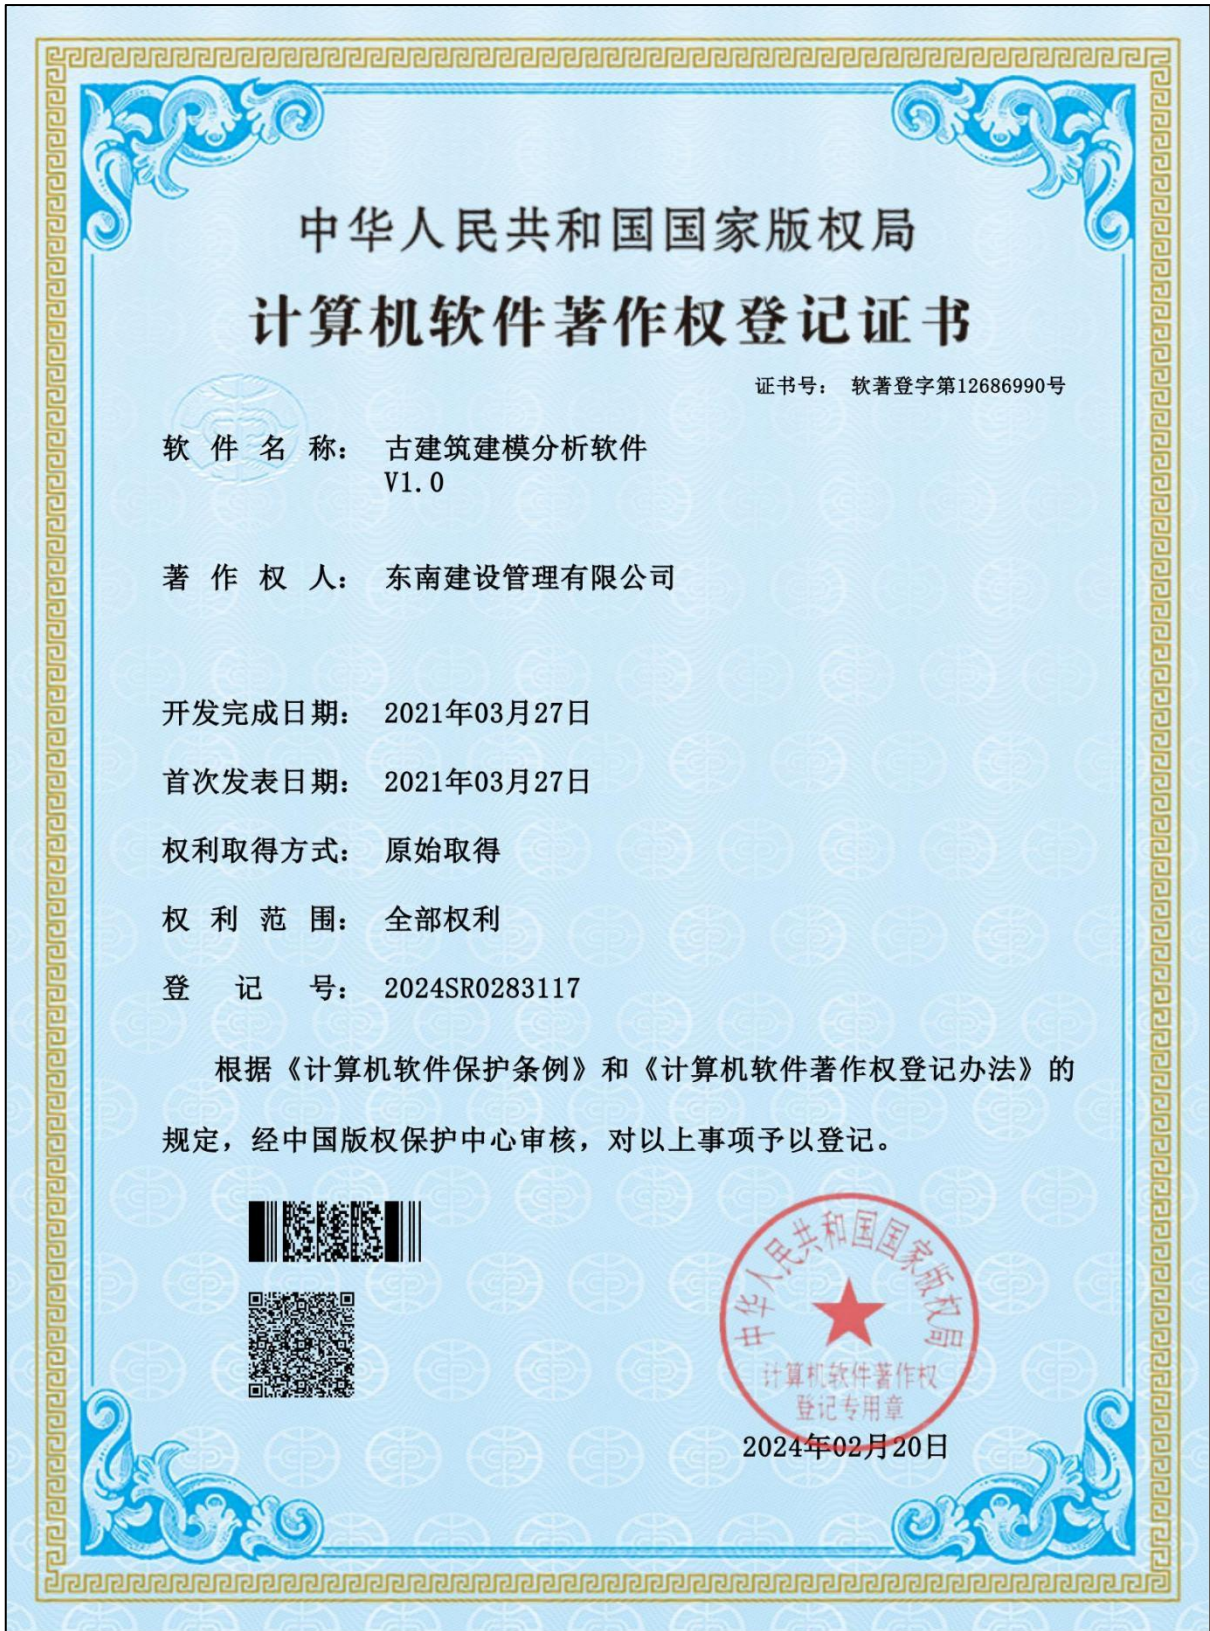 中华人民共和国国家版权局
计算机软件著作权登记证书
证书号： 软著登字第12686990号
软件名称： 古建筑建模分析软件
V1.0
著作权人： 东南建设管理有限公司
开发完成日期： 2021年03月27日
首次发表日期： 2021年03月27日
权利取得方式： 原始取得
权利范围： 全部权利
登记号： 2024SR0283117
根据《计算机软件保护条例》和《计算机软件著作权登记办法》的
规定，经中国版权保护中心审核，对以上事项予以登记。
中华人民共和国国家版权局
计算机软件著作权
登记专用章
2024年02月20日